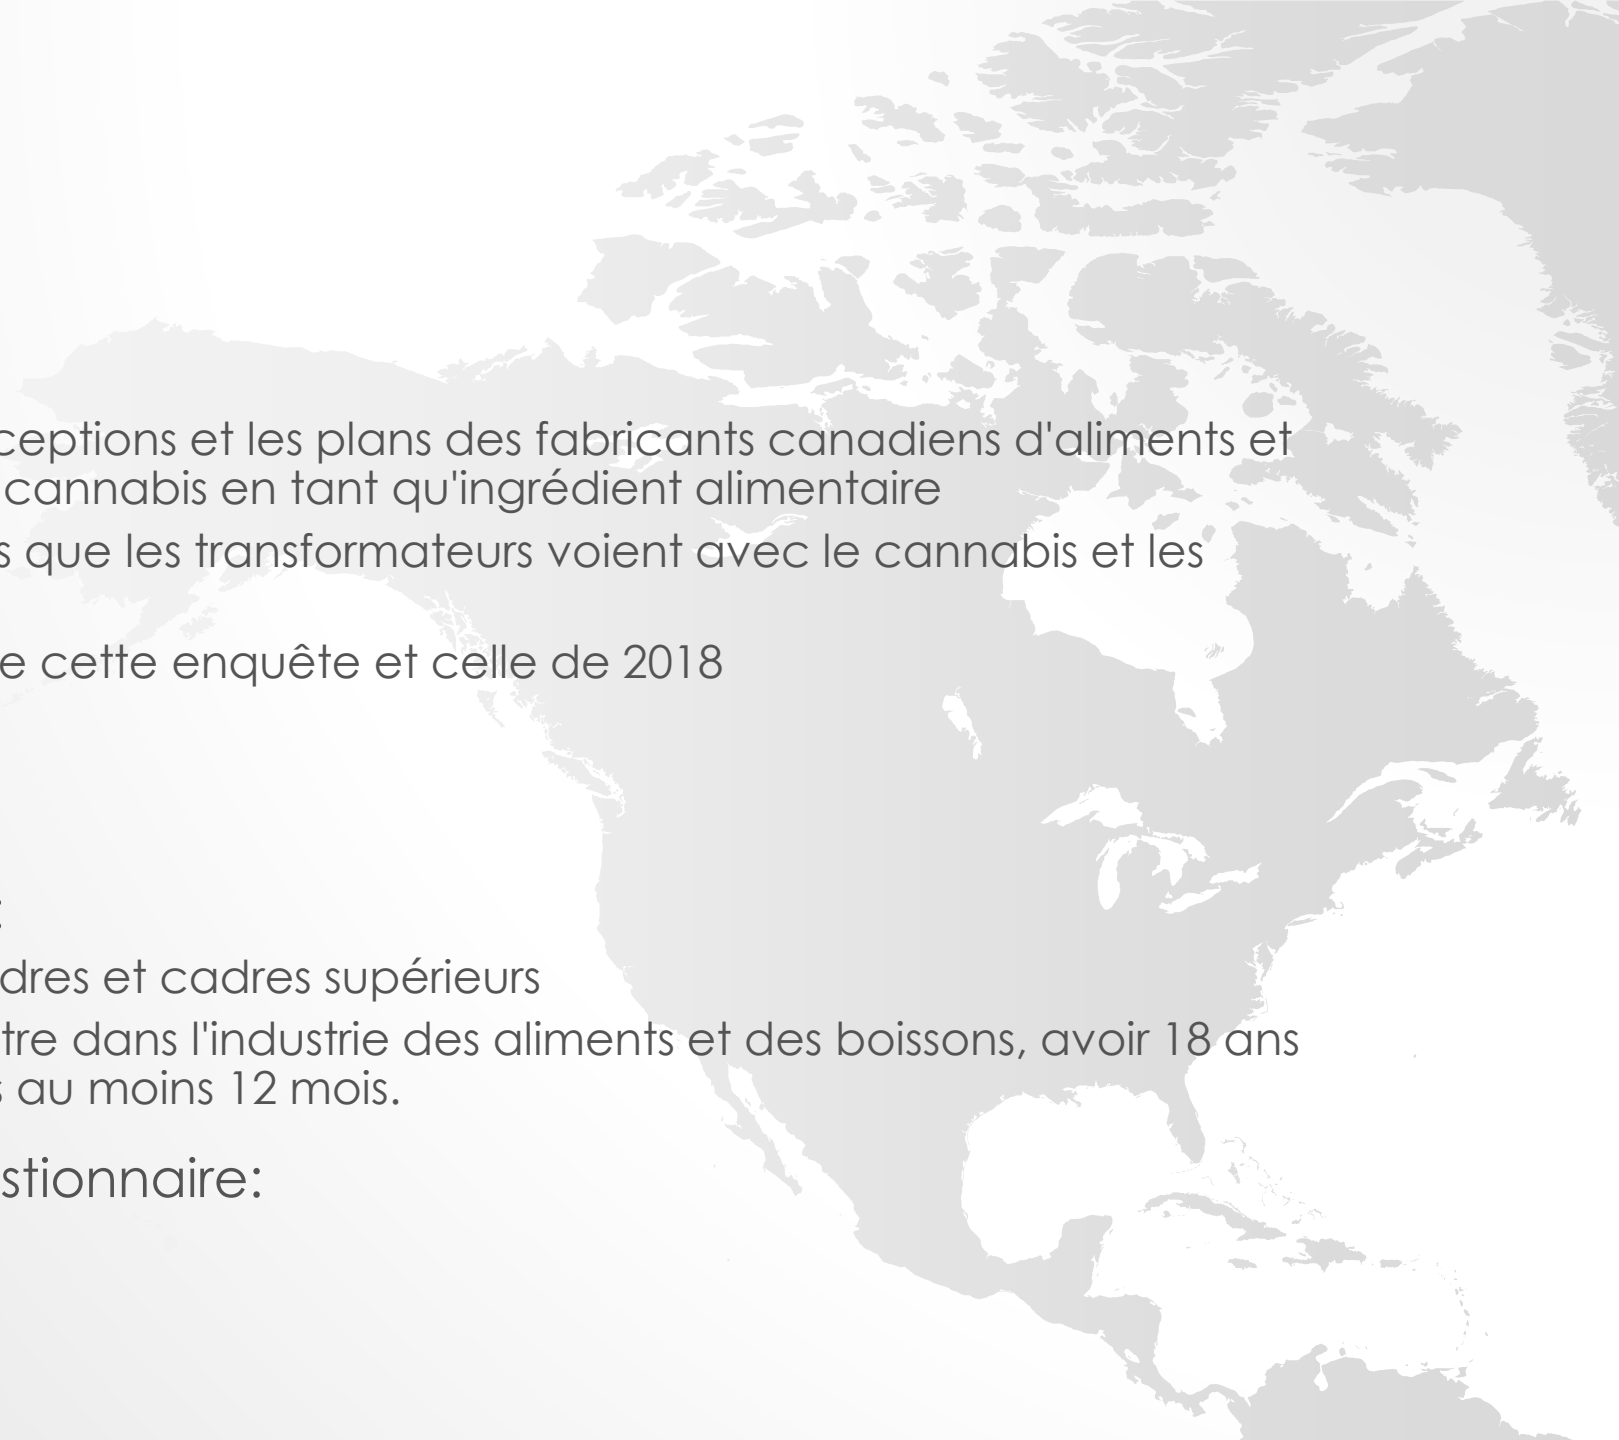 ceptions et les plans des fabricants canadiens d'aliments et
cannabis en tant qu'ingrédient alimentaire
s que les transformateurs voient avec le cannabis et les
e cette enquête et celle de 2018
:
dres et cadres supérieurs
tre dans l'industrie des aliments et des boissons, avoir 18 ans
s au moins 12 mois.
stionnaire: